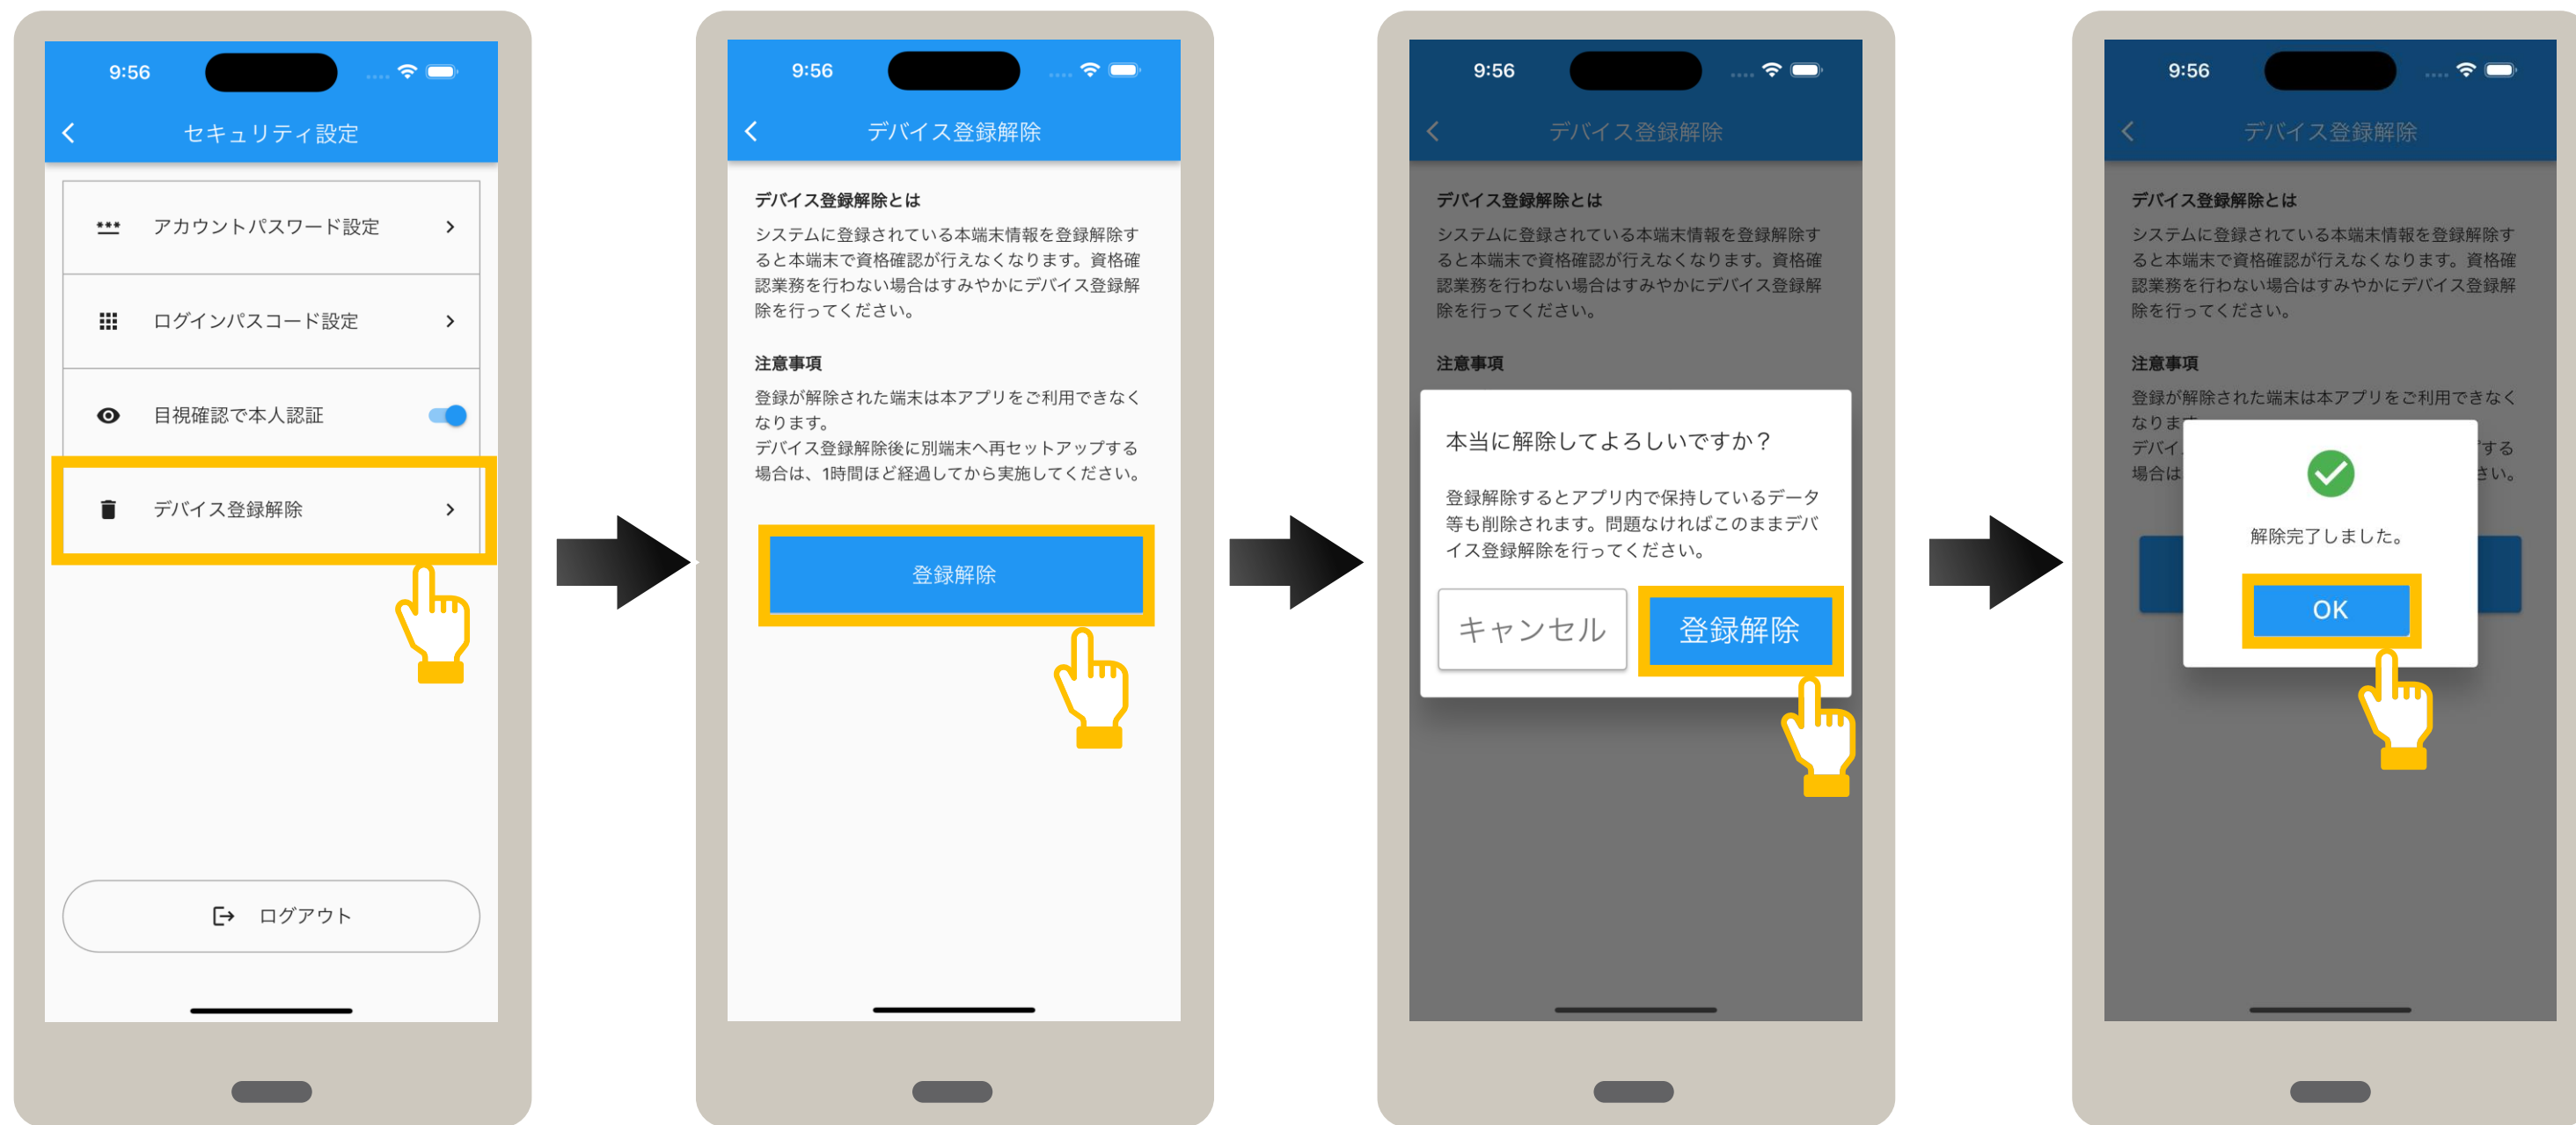 9:56
セキュリティ設定
アカウントパスワード設定
ログインパスコード設定
目視確認で本人認証
デバイス登録解除
ログアウト
9:56
デバイス登録解除
デバイス登録解除とは
システムに登録されている本端末情報を登録解除す
ると本端末で資格確認が行えなくなります。資格確
認業務を行わない場合はすみやかにデバイス登録解
除を行ってください。
注意事項
登録が解除された端末は本アプリをご利用できなく
なります。
デバイス登録解除後に別端末へ再セットアップする
場合は、1時間ほど経過してから実施してください。
登録解除
9:56
デバイス登録解除
デバイス登録解除とは
システムに登録されている本端末情報を登録解除す
ると本端末で資格確認が行えなくなります。資格確
認業務を行わない場合はすみやかにデバイス登録解
除を行ってください。
注意事項
本当に解除してよろしいですか？
登録解除するとアプリ内で保持しているデータ
等も削除されます。問題なければこのままデバ
イス登録解除を行ってください。
キャンセル
登録解除
9:56
デバイス登録解除
デバイス登録解除とは
システムに登録されている本端末情報を登録解除す
ると本端末で資格確認が行えなくなります。資格確
認業務を行わない場合はすみやかにデバイス登録解
除を行ってください。
注意事項
登録が解除された端末は本アプリをご利用できなく
なります
デバイ する
場合は さい。
解除完了しました。
OK